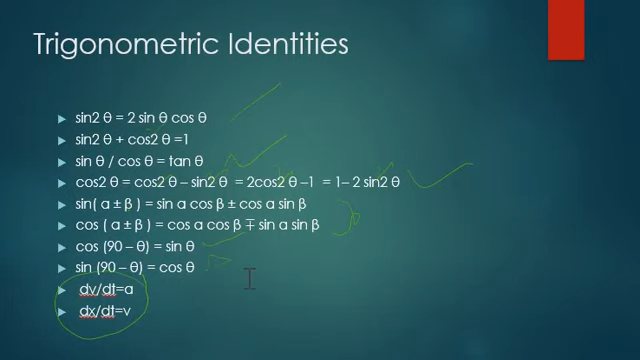 Trigonometric Identities
sin2 θ = 2 sin θ cos θ
sin2 θ + cos2 θ =1
sin θ / cos θ = tan θ
cos2 θ = cos2 θ – sin2 θ = 2cos2 θ –1 = 1– 2 sin2 θ
sin( a ± β ) = sin a cos β ± cos a sin β
cos ( a ± β ) = cos a cos β ∓ sin a sin β
cos (90 – θ) = sin θ
sin (90 – θ) = cos θ
dv/dt=a
dx/dt=v